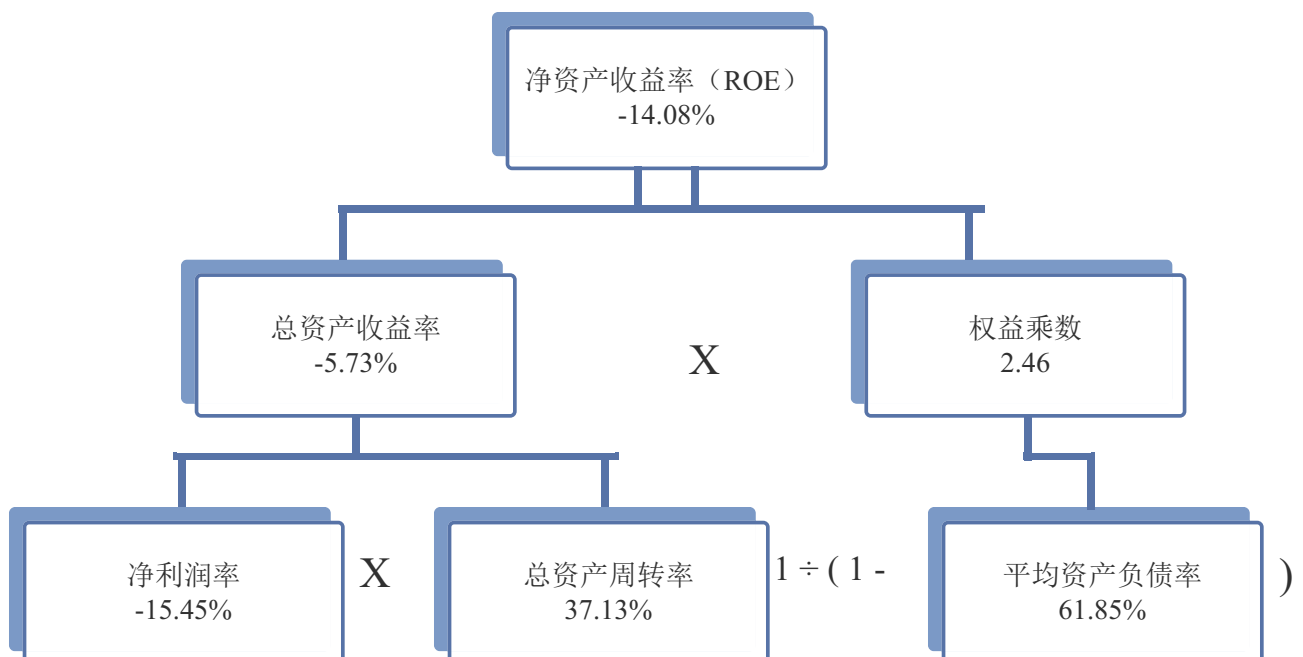 净资产收益率（ROE）
-14.08%
总资产收益率
-5.73%
X
权益乘数
2.46
净利润率
-15.45%
X
总资产周转率
37.13%
1 ÷ ( 1 -
平均资产负债率
61.85%
)